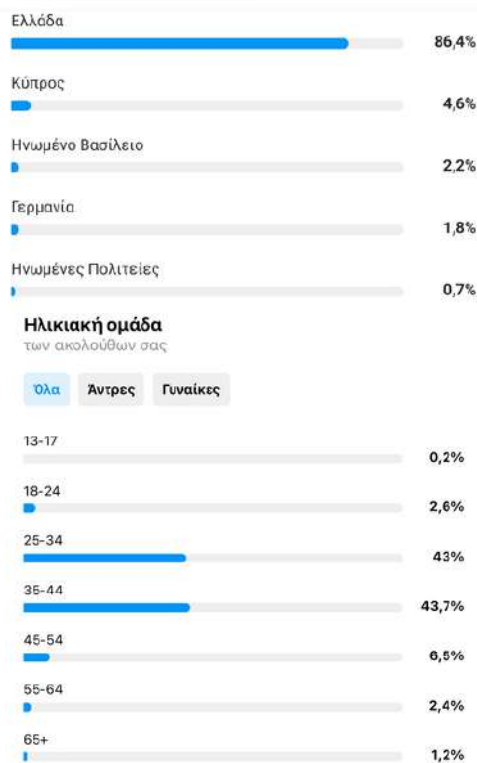 Ελλάδα
86,4%
Κύπρος
4,6%
Ηνωμένο Βασίλειο
2,2%
Γερμανία
1,8%
Ηνωμένες Πολιτείες
0,7%
Ηλικιακή ομάδα
των ακολούθων σας
Όλα Άντρες Γυναίκες
13-17
0,2%
18-24
2,6%
25-34
43%
35-44
43,7%
45-54
6,5%
55-64
2,4%
65+
1,2%